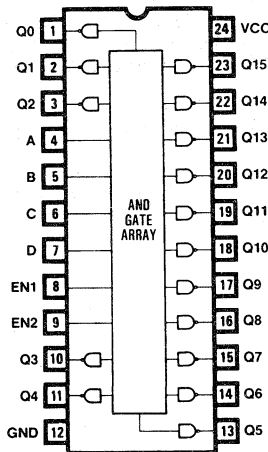 Q0 1 24 VCC
Q1 2 23 Q15
Q2 3 22 Q14
A 4 21 Q13
B 5 20 Q12
C 6 19 Q11
D 7 18 Q10
EN1 8 17 Q9
EN2 9 16 Q8
Q3 10 15 Q7
Q4 11 14 Q6
GND 12 13 Q5
AND
GATE
ARRAY